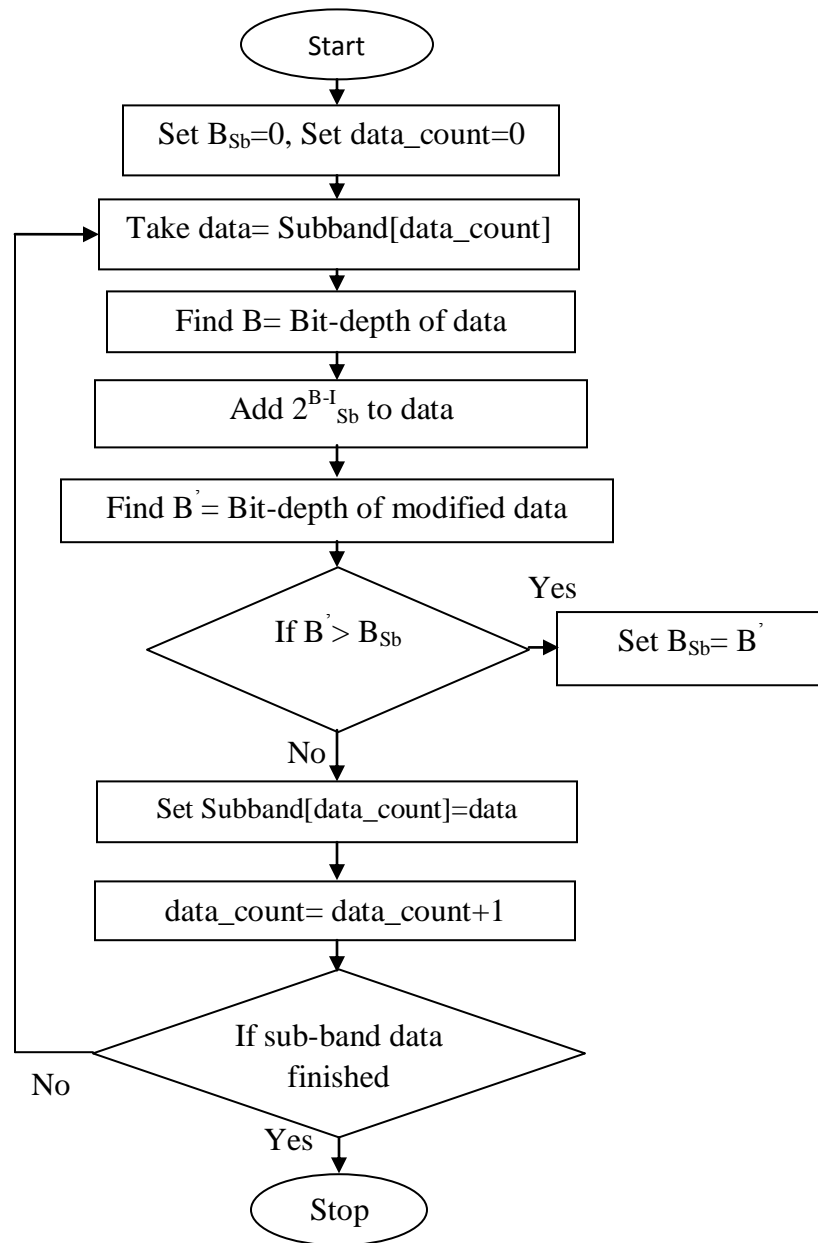 Start
Set B_Sb=0, Set data_count=0
Take data= Subband[data_count]
Find B= Bit-depth of data
Add 2^B-I_Sb to data
Find B’= Bit-depth of modified data
If B’> B_Sb
Yes
Set B_Sb= B’
No
Set Subband[data_count]=data
data_count= data_count+1
If sub-band data
finished
No
Yes
Stop